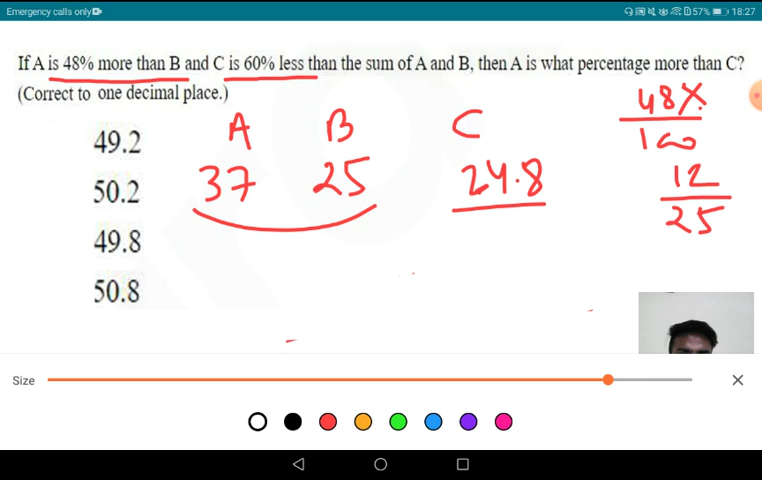 Emergency calls only
57% 18:27
If A is 48% more than B and C is 60% less than the sum of A and B, then A is what percentage more than C?
(Correct to one decimal place.)
48%
100
A B C
49.2
37 25 24.8
12
25
50.2
49.8
50.8
Size